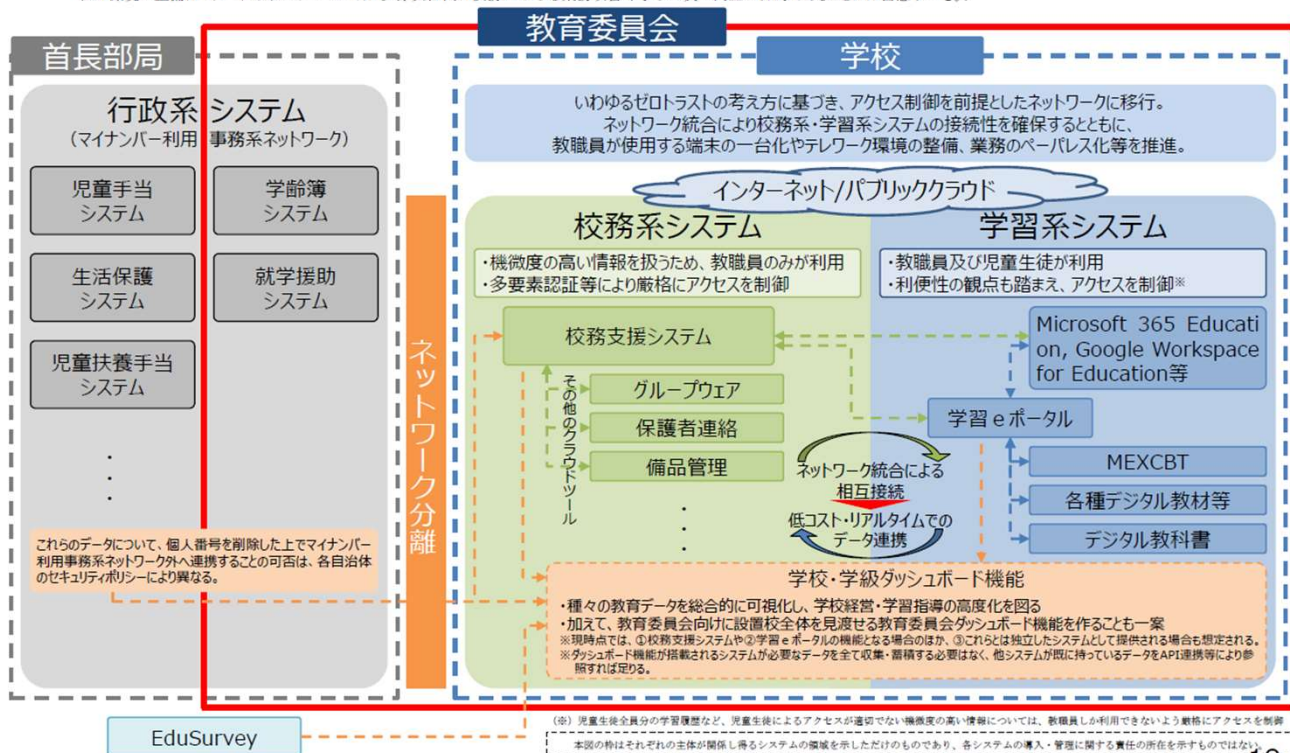 教育委員会
首長部局
学校
行政系システム
(マイナンバー利用事務系ネットワーク)
児童手当
システム
学齢簿
システム
生活保護
システム
就学援助
システム
児童扶養手当
システム
・
・
・
これらのデータについて、個人番号を削除した上でマイナンバー
利用事務系ネットワーク外へ連携することの可否は、各自治体
のセキュリティポリシーにより異なる。
ネットワーク分離
いわゆるゼロトラストの考え方に基づき、アクセス制御を前提としたネットワークに移行。
ネットワーク統合により校務系・学習系システムの接続性を確保するとともに、
教職員が使用する端末の一台化やテレワーク環境の整備、業務のペーパレス化等を推進。
インターネット/パブリッククラウド
校務系システム
・機微度の高い情報を扱うため、教職員のみが利用
・多要素認証等により厳格にアクセスを制御
校務支援システム
その他のクラウドツール
グループウェア
保護者連絡
備品管理
・
・
・
学習系システム
・教職員及び児童生徒が利用
・利便性の観点も踏まえ、アクセスを制御※
Microsoft 365 Educati
on, Google Workspace
for Education等
学習eポータル
MEXCBT
各種デジタル教材等
デジタル教科書
ネットワーク統合による
相互接続
低コスト・リアルタイムでの
データ連携
学校・学級ダッシュボード機能
・種々の教育データを総合的に可視化し、学校経営・学習指導の高度化を図る
・加えて、教育委員会向けに設置校全体を見渡せる教育委員会ダッシュボード機能を作ることも一案
※現時点では、①校務支援システムや②学習eポータルの機能となる場合のほか、③これらとは独立したシステムとして提供される場合も想定される。
※ダッシュボード機能が搭載されるシステムが必要なデータを全て収集・蓄積する必要はなく、他システムが既に持っているデータをAPI連携等により参
照すれば足りる。
EduSurvey
(※)児童生徒全員分の学習履歴など、児童生徒によるアクセスが適切でない機微度の高い情報については、教職員しか利用できないよう厳格にアクセスを制御
本図の枠はそれぞれの主体が関係し得るシステムの領域を示しただけのものであり、各システムの導入・管理に関する責任の所在を示すものではない。